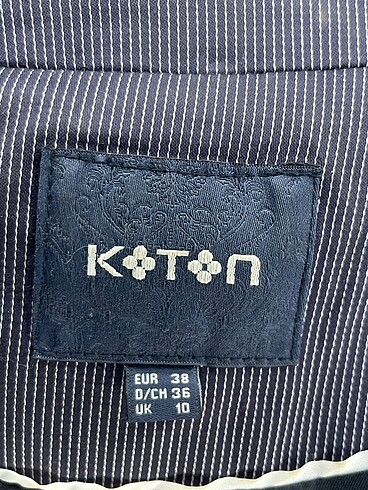 KOTON
EUR 38
D/CH 36
UK 10